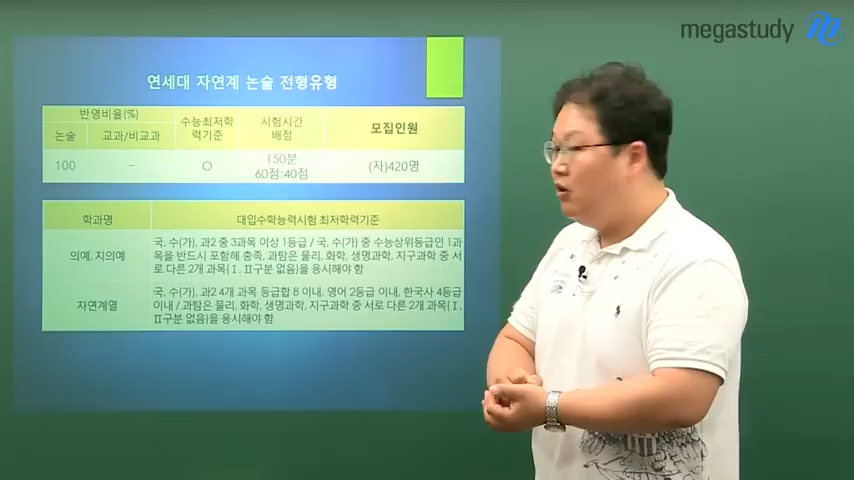 megastudy
연세대 자연계 논술 전형유형
반영비율(%)
논술
교과/비교과
수능최저학
력기준
시험시간
배점
모집인원
100
-
○
150분
60점:40점
(자)420명
학과명
대입수학능력시험 최저학력기준
의예, 치의예
국, 수(가), 과2 중 3과목 이상 1등급 / 국, 수(가) 중 수능상위등급인 1과
목을 반드시 포함해 충족, 과탐은 물리, 화학, 생명과학, 지구과학 중 서
로 다른 2개 과목(Ⅰ, Ⅱ구분 없음)을 응시해야 함
자연계열
국, 수(가), 과2 4개 과목 등급합 8 이내, 영어 2등급 이내, 한국사 4등급
이내 / 과탐은 물리, 화학, 생명과학, 지구과학 중 서로 다른 2개 과목(Ⅰ,
Ⅱ구분 없음)을 응시해야 함